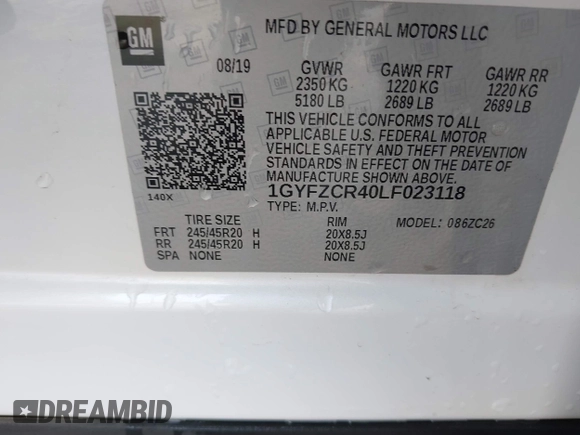 GM
MFD BY GENERAL MOTORS LLC
08/19 GVWR GAWR FRT GAWR RR
2350 KG 1220 KG 1220 KG
5180 LB 2689 LB 2689 LB
THIS VEHICLE CONFORMS TO ALL
APPLICABLE U.S. FEDERAL MOTOR
VEHICLE SAFETY AND THEFT PREVENTION
STANDARDS IN EFFECT ON THE DATE OF
MANUFACTURE SHOWN ABOVE.
140X 1GYFZCR40LF023118
TYPE: M.P.V. MODEL: 086ZC26
TIRE SIZE RIM
FRT 245/45R20 H 20X8.5J
RR 245/45R20 H 20X8.5J
SPA NONE NONE
DREAMBID